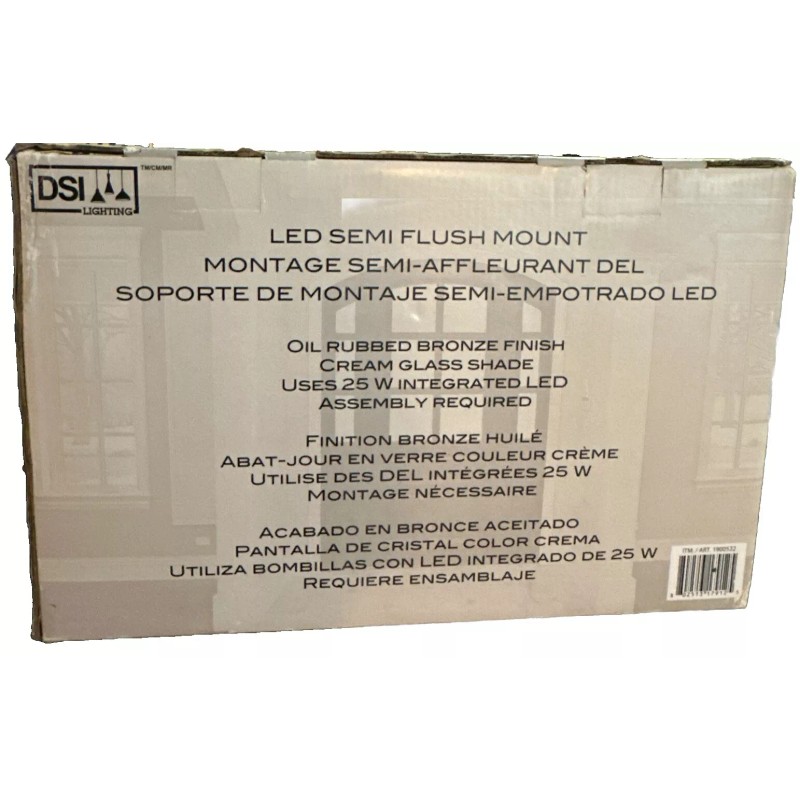 DSI
LIGHTING
TM/CM/MR
LED SEMI FLUSH MOUNT
MONTAGE SEMI-AFFLEURANT DEL
SOPORTE DE MONTAJE SEMI-EMPOTRADO LED
OIL RUBBED BRONZE FINISH
CREAM GLASS SHADE
USES 25 W INTEGRATED LED
ASSEMBLY REQUIRED
FINITION BRONZE HUILÉ
ABAT-JOUR EN VERRE COULEUR CRÈME
UTILISE DES DEL INTÉGRÉES 25 W
MONTAGE NÉCESSAIRE
ACABADO EN BRONCE ACEITADO
PANTALLA DE CRISTAL COLOR CREMA
UTILIZA BOMBILLAS CON LED INTEGRADO DE 25 W
REQUIERE ENSAMBLAJE
ITM. / ART. 1900522